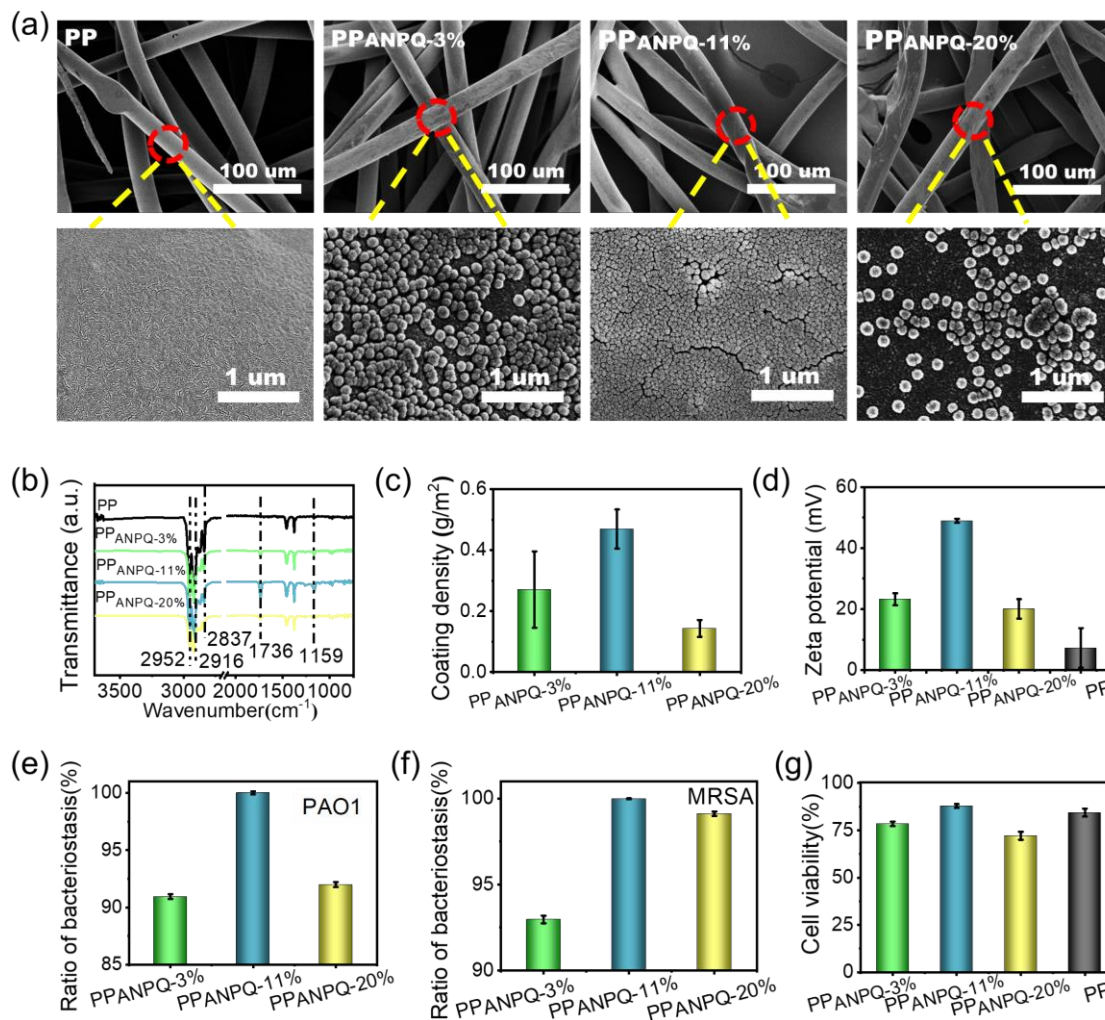 (a)
PP
PPANPQ-3%
PPANPQ-11%
PPANPQ-20%
100 um
100 um
100 um
100 um
1 um
1 um
1 um
1 um
(b)
Transmittance (a.u.)
PP
PPANPQ-3%
PPANPQ-11%
PPANPQ-20%
2837
1736
1159
2952
2916
3500
3000
2000
1500
1000
Wavenumber(cm-1)
(c)
Coating density (g/m2)
0.6
0.4
0.2
0.0
PPANPQ-3%
PPANPQ-11%
PPANPQ-20%
(d)
Zeta potential (mV)
60
40
20
0
PPANPQ-3%
PPANPQ-11%
PPANPQ-20%
PP
(e)
Ratio of bacteriostasis(%)
100
95
90
85
PAO1
PPANPQ-3%
PPANPQ-11%
PPANPQ-20%
(f)
Ratio of bacteriostasis(%)
100
95
90
MRSA
PPANPQ-3%
PPANPQ-11%
PPANPQ-20%
(g)
Cell viability(%)
100
75
50
25
0
PPANPQ-3%
PPANPQ-11%
PPANPQ-20%
PP